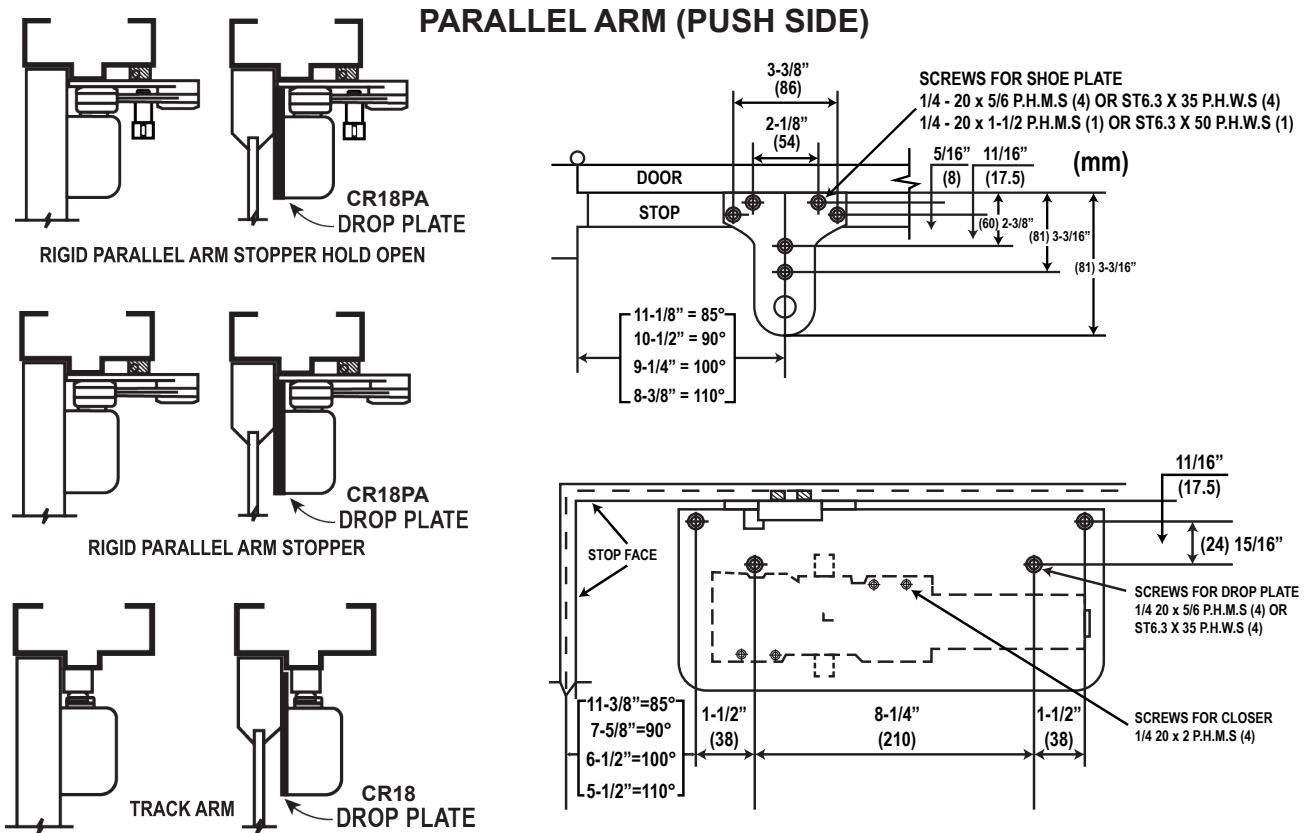 PARALLEL ARM (PUSH SIDE)
CR18PA
DROP PLATE
RIGID PARALLEL ARM STOPPER HOLD OPEN
CR18PA
DROP PLATE
RIGID PARALLEL ARM STOPPER
TRACK ARM
CR18
DROP PLATE
3-3/8”
(86)
2-1/8”
(54)
SCREWS FOR SHOE PLATE
1/4 - 20 x 5/6 P.H.M.S (4) OR ST6.3 X 35 P.H.W.S (4)
1/4 - 20 x 1-1/2 P.H.M.S (1) OR ST6.3 X 50 P.H.W.S (1)
5/16”
(8)
11/16”
(17.5)
(mm)
DOOR
STOP
(60) 2-3/8”
(81) 3-3/16”
(81) 3-3/16”
11-1/8” = 85°
10-1/2” = 90°
9-1/4” = 100°
8-3/8” = 110°
11/16”
(17.5)
(24) 15/16”
STOP FACE
SCREWS FOR DROP PLATE
1/4 20 x 5/6 P.H.M.S (4) OR
ST6.3 X 35 P.H.W.S (4)
L
11-3/8”=85°
7-5/8”=90°
6-1/2”=100°
5-1/2”=110°
1-1/2”
(38)
8-1/4”
(210)
1-1/2”
(38)
SCREWS FOR CLOSER
1/4 20 x 2 P.H.M.S (4)